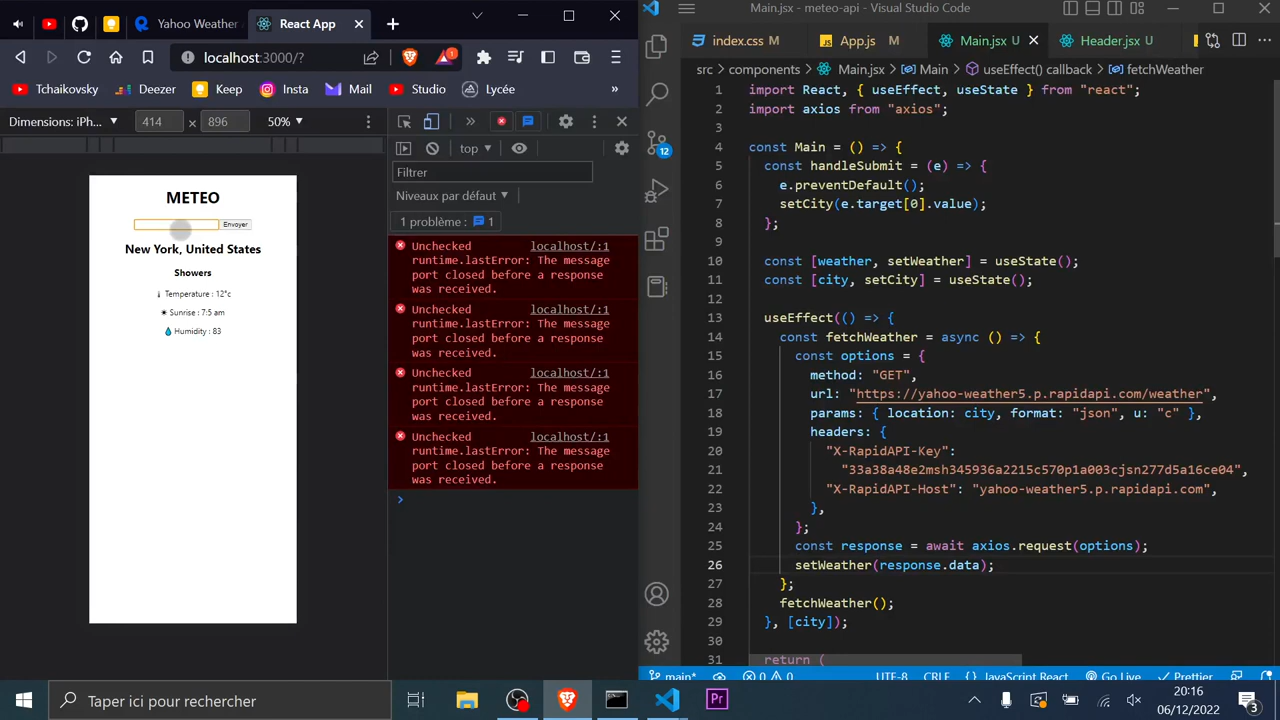 Yahoo Weather
React App
localhost:3000/?
1
Tchaikovsky
Deezer
Keep
Insta
Mail
Studio
Lycée
»
Dimensions: iPh... ▼
414 × 896
50% ▼
»
top ▼
Filtrer
Niveaux par défaut ▼
1 problème : 1
METEO
Envoyer
New York, United States
Showers
🌡 Temperature : 12°c
☀ Sunrise : 7:5 am
💧 Humidity : 83
Unchecked localhost/:1
runtime.lastError: The message
port closed before a response
was received.
Unchecked localhost/:1
runtime.lastError: The message
port closed before a response
was received.
Unchecked localhost/:1
runtime.lastError: The message
port closed before a response
was received.
Unchecked localhost/:1
runtime.lastError: The message
port closed before a response
was received.
>
Main.jsx - meteo-api - Visual Studio Code
index.css M
App.js M
Main.jsx U
Header.jsx U
src > components > Main.jsx > Main > useEffect() callback > fetchWeather
12
1 import React, { useEffect, useState } from "react";
2 import axios from "axios";
3
4 const Main = () => {
5 const handleSubmit = (e) => {
6 e.preventDefault();
7 setCity(e.target[0].value);
8 };
9
10 const [weather, setWeather] = useState();
11 const [city, setCity] = useState();
12
13 useEffect(() => {
14 const fetchWeather = async () => {
15 const options = {
16 method: "GET",
17 url: "https://yahoo-weather5.p.rapidapi.com/weather",
18 params: { location: city, format: "json", u: "c" },
19 headers: {
20 "X-RapidAPI-Key":
21 "33a38a48e2msh345936a2215c570p1a003cjsn277d5a16ce04",
22 "X-RapidAPI-Host": "yahoo-weather5.p.rapidapi.com",
23 },
24 };
25 const response = await axios.request(options);
26 setWeather(response.data);
27 };
28 fetchWeather();
29 }, [city]);
30
31 return (
main* 0 0 UTF-8 CRLF {} JavaScript React Go Live Prettier
Taper ici pour rechercher
Pr
20:16
06/12/2022
3